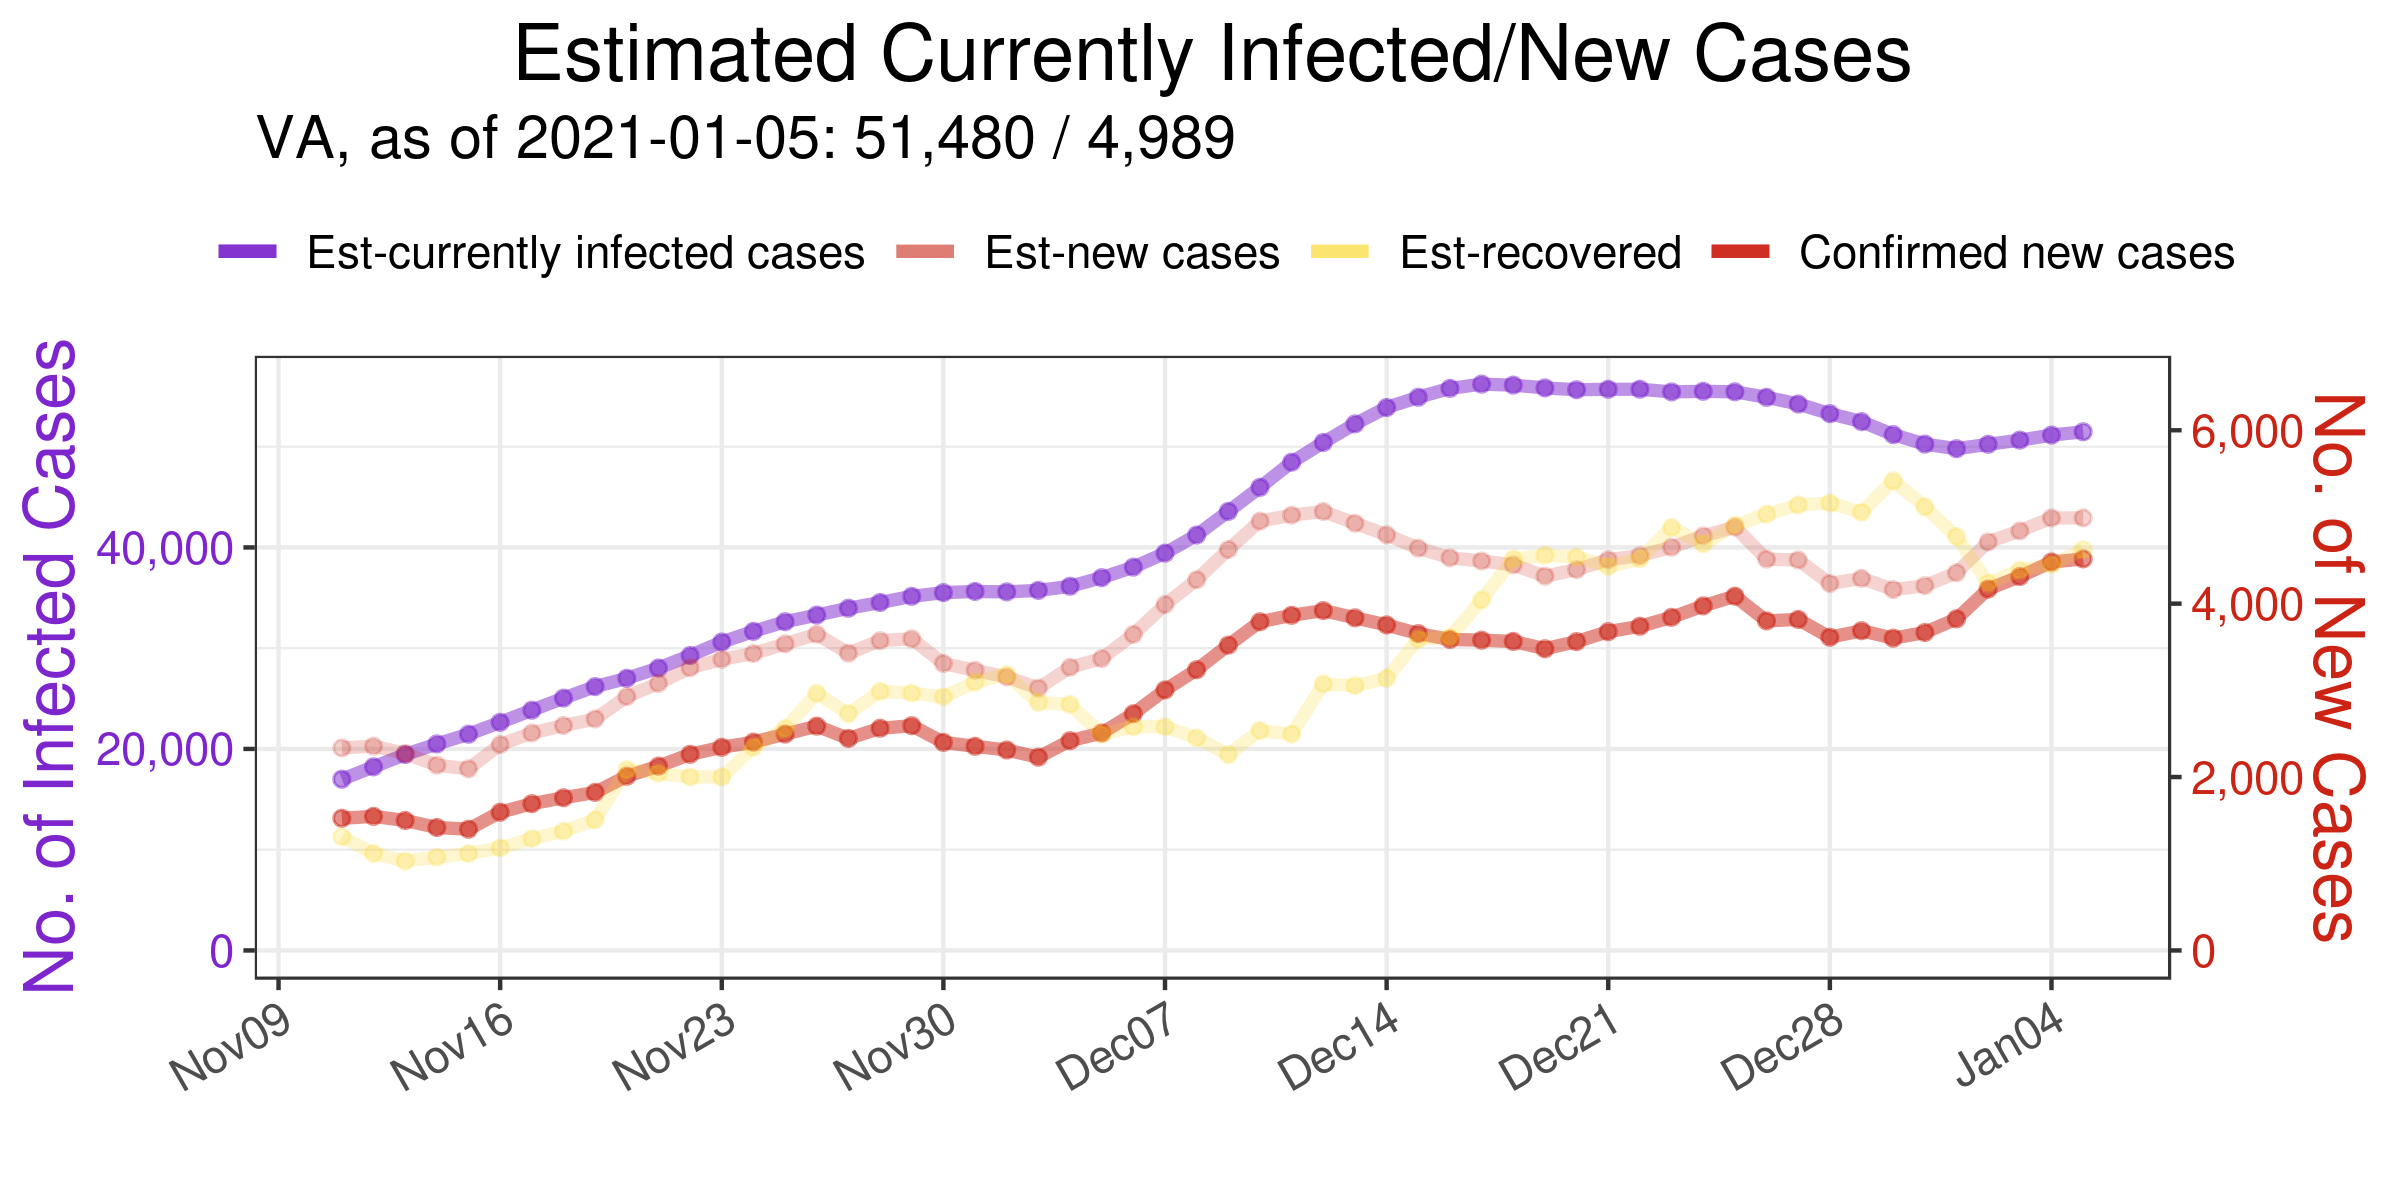 Estimated Currently Infected/New Cases
VA, as of 2021-01-05: 51,480 / 4,989
Est-currently infected cases Est-new cases Est-recovered Confirmed new cases
No. of Infected Cases
40,000
20,000
0
6,000
4,000
2,000
0
No. of New Cases
Nov09 Nov16 Nov23 Nov30 Dec07 Dec14 Dec21 Dec28 Jan04